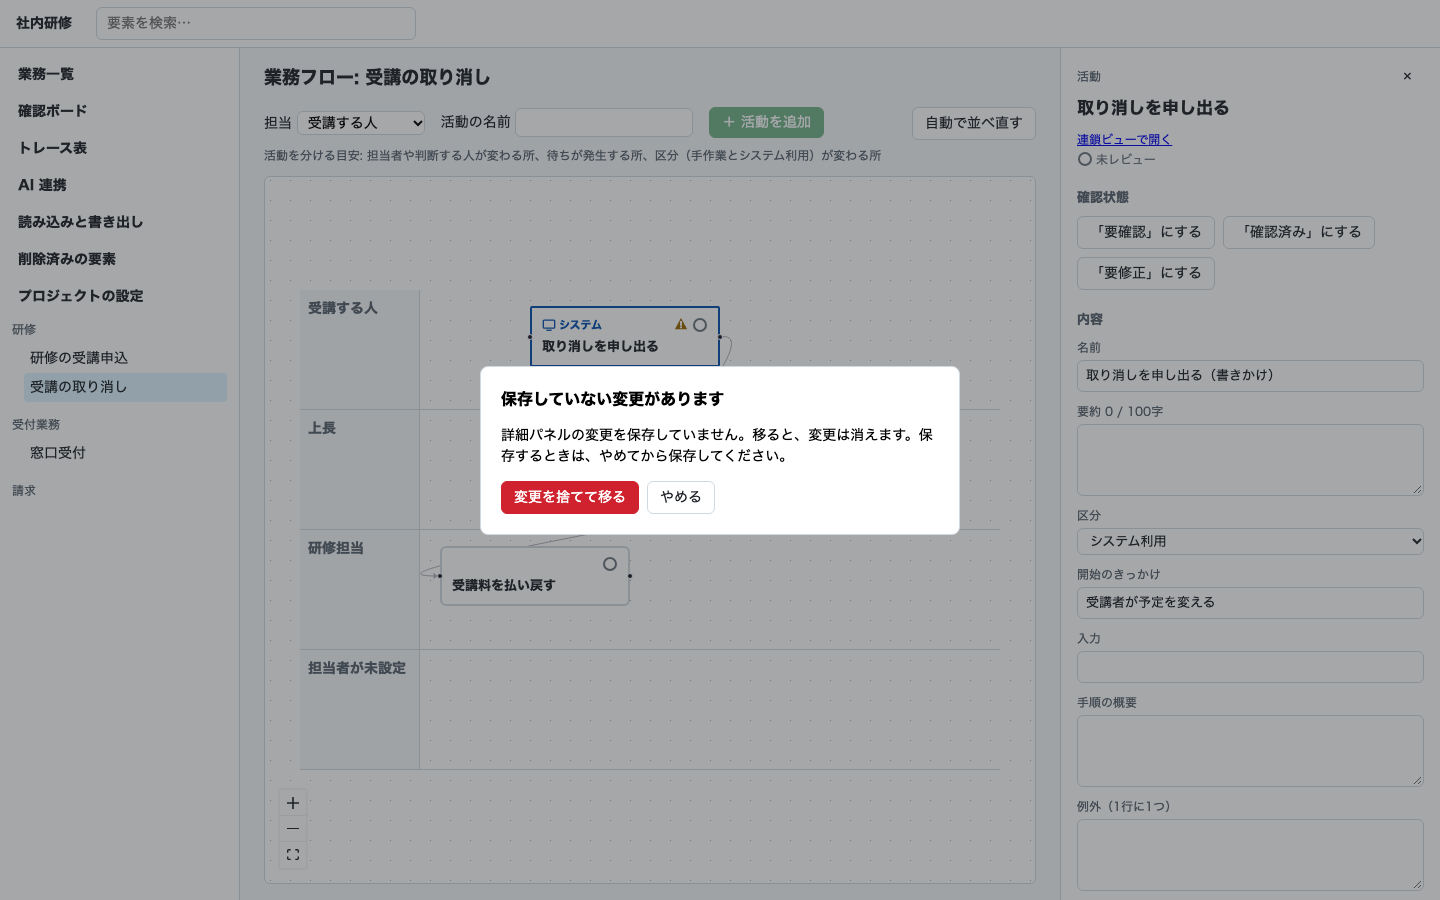 社内研修
要素を検索…
業務一覧
確認ボード
トレース表
AI 連携
読み込みと書き出し
削除済みの要素
プロジェクトの設定
研修
研修の受講申込
受講の取り消し
受付業務
窓口受付
請求
業務フロー: 受講の取り消し
担当 受講する人 活動の名前 ＋ 活動を追加 自動で並べ直す
活動を分ける目安: 担当者や判断する人が変わる所、待ちが発生する所、区分（手作業とシステム利用）が変わる所
受講する人
システム
取り消しを申し出る
上長
研修担当
受講料を払い戻す
担当者が未設定
保存していない変更があります
詳細パネルの変更を保存していません。移ると、変更は消えます。保
存するときは、やめてから保存してください。
変更を捨てて移る やめる
活動 ×
取り消しを申し出る
連鎖ビューで開く
未レビュー
確認状態
「要確認」にする 「確認済み」にする
「要修正」にする
内容
名前
取り消しを申し出る（書きかけ）
要約 0 / 100字
区分
システム利用
開始のきっかけ
受講者が予定を変える
入力
手順の概要
例外（1行に1つ）